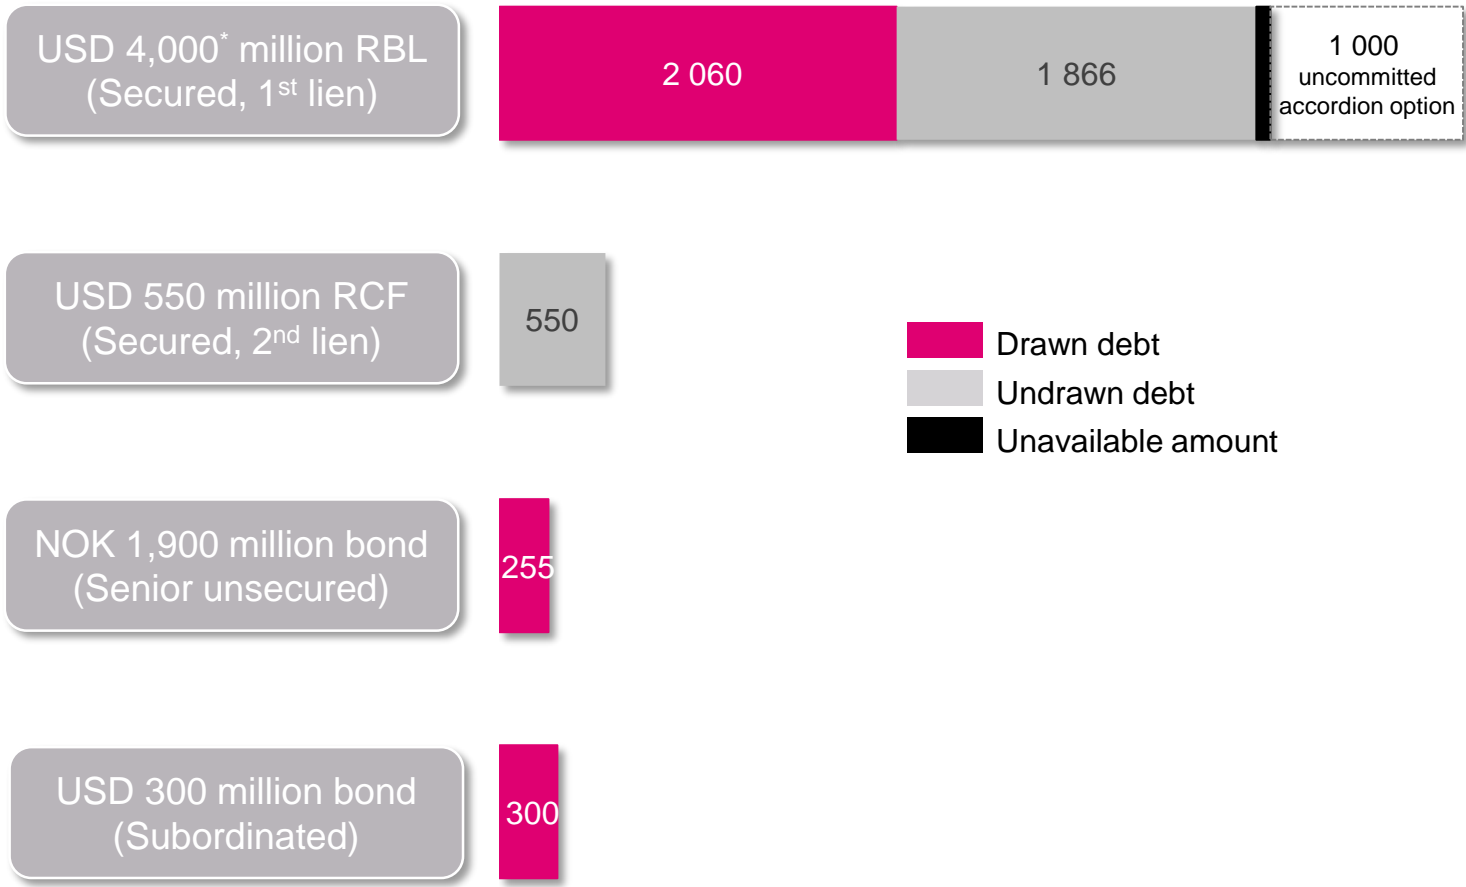 USD 4,000* million RBL
(Secured, 1st lien)
2 060
1 866
1 000
uncommitted
accordion option
USD 550 million RCF
(Secured, 2nd lien)
550
Drawn debt
Undrawn debt
Unavailable amount
NOK 1,900 million bond
(Senior unsecured)
255
USD 300 million bond
(Subordinated)
300